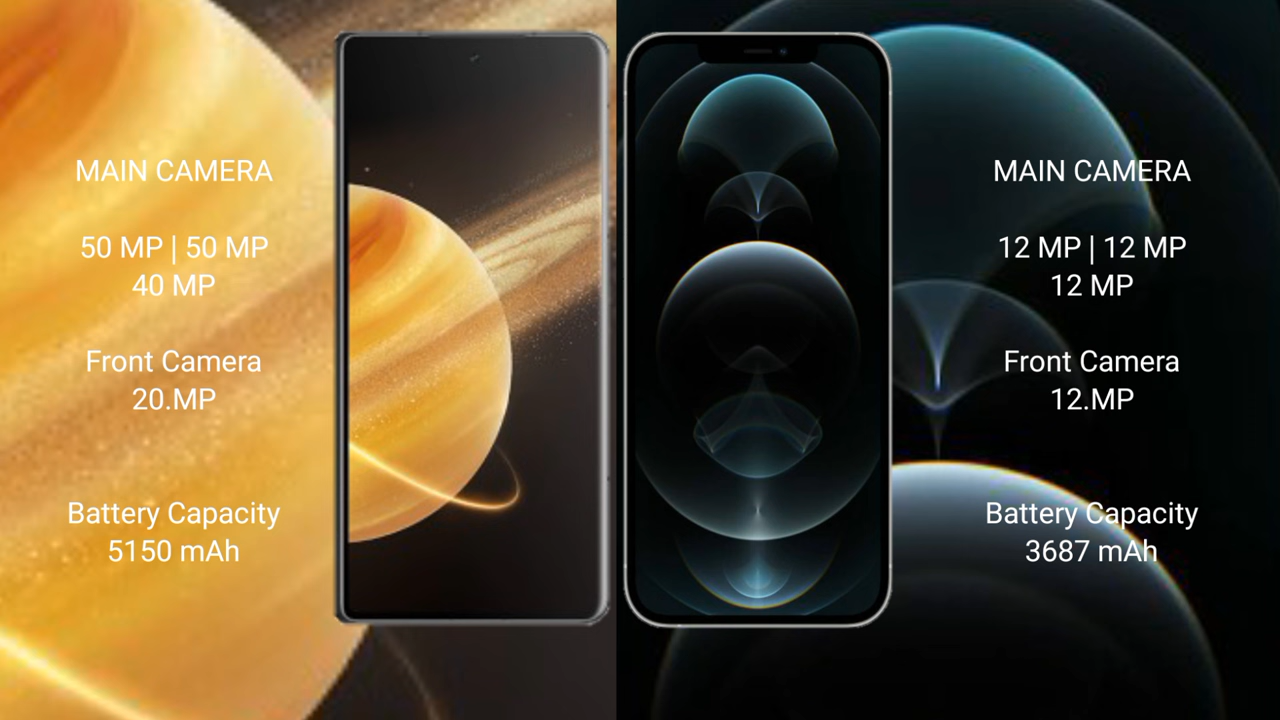 MAIN CAMERA
50 MP | 50 MP
40 MP
Front Camera
20.MP
Battery Capacity
5150 mAh
MAIN CAMERA
12 MP | 12 MP
12 MP
Front Camera
12.MP
Battery Capacity
3687 mAh